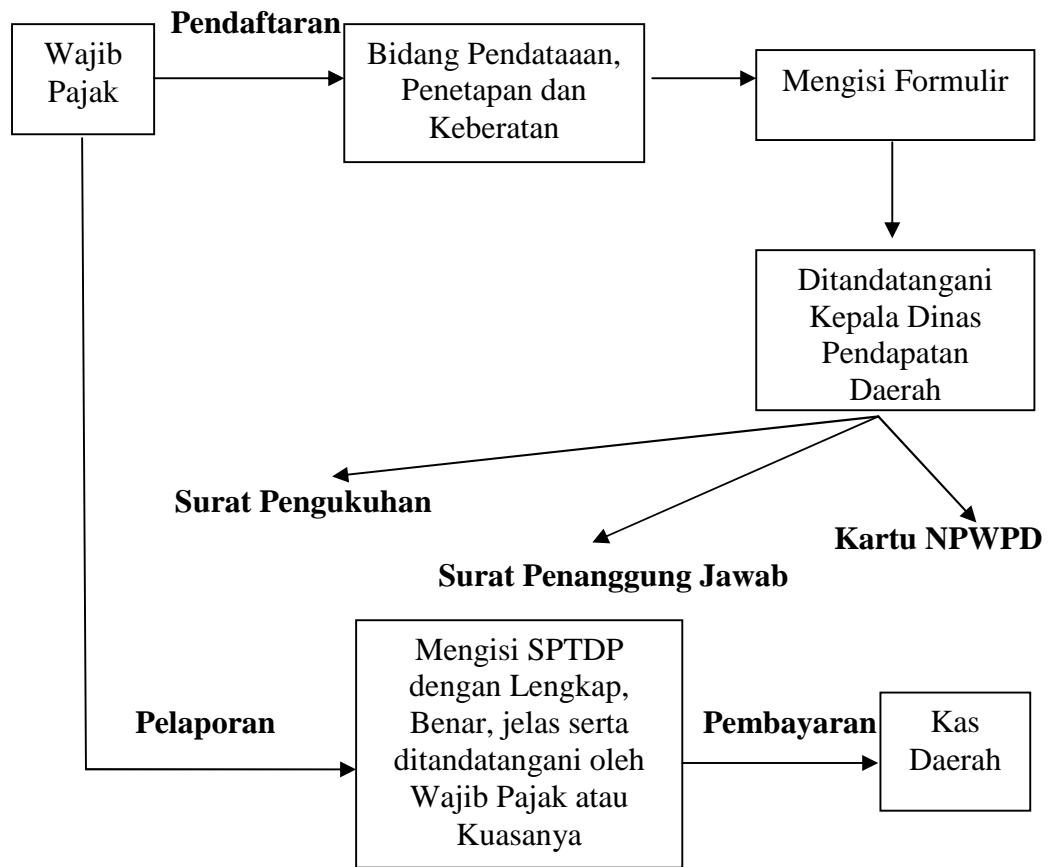 Pendaftaran
Wajib
Pajak
Bidang Pendataaan,
Penetapan dan
Keberatan
Mengisi Formulir
Ditandatangani
Kepala Dinas
Pendapatan
Daerah
Surat Pengukuhan
Kartu NPWPD
Surat Penanggung Jawab
Pelaporan
Mengisi SPTDP
dengan Lengkap,
Benar, jelas serta
ditandatangani oleh
Wajib Pajak atau
Kuasanya
Pembayaran
Kas
Daerah